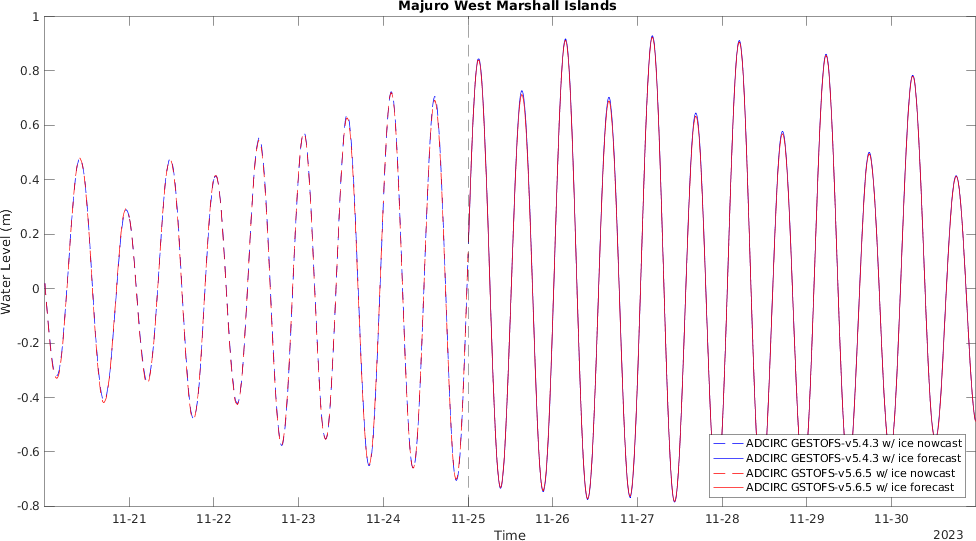 Majuro West Marshall Islands
Water Level (m)
1
0.8
0.6
0.4
0.2
0
-0.2
-0.4
-0.6
-0.8
ADCIRC GESTOFS-v5.4.3 w/ ice nowcast
ADCIRC GESTOFS-v5.4.3 w/ ice forecast
ADCIRC GSTOFS-v5.6.5 w/ ice nowcast
ADCIRC GSTOFS-v5.6.5 w/ ice forecast
11-21 11-22 11-23 11-24 11-25 11-26 11-27 11-28 11-29 11-30
Time
2023